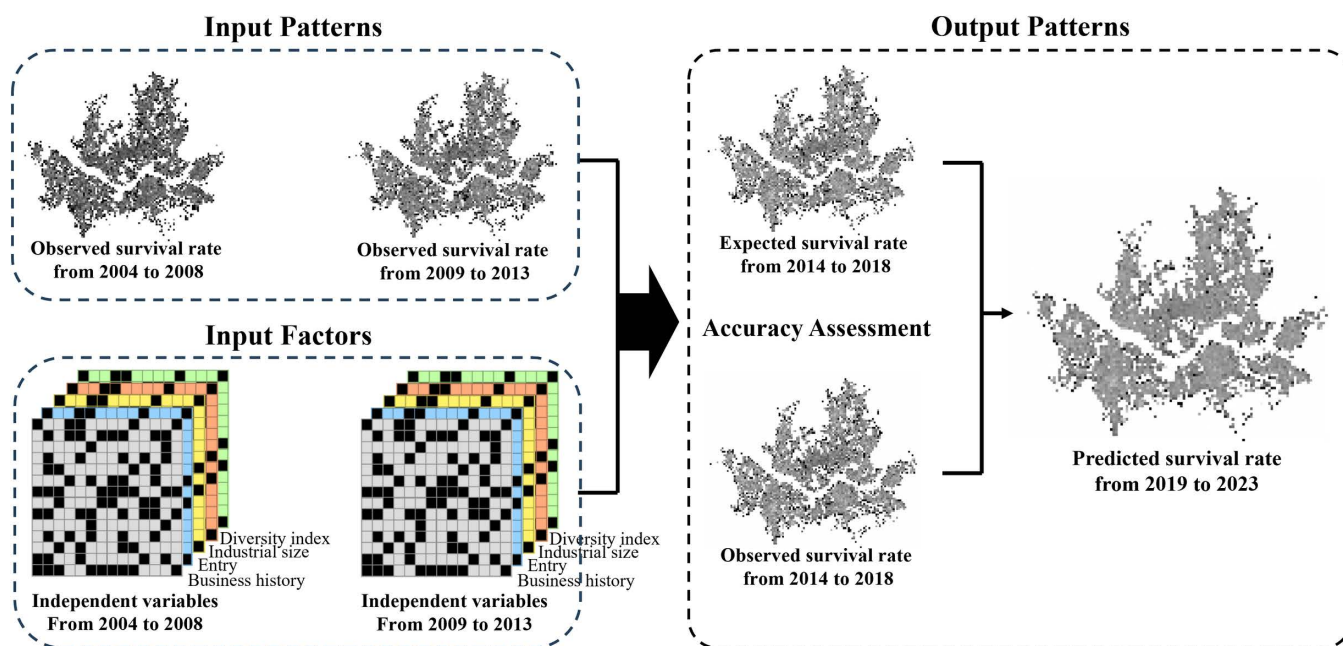 Input Patterns
Observed survival rate
from 2004 to 2008
Observed survival rate
from 2009 to 2013
Input Factors
Diversity index
Industrial size
Entry
Business history
Independent variables
From 2004 to 2008
Diversity index
Industrial size
Entry
Business history
Independent variables
From 2009 to 2013
Output Patterns
Expected survival rate
from 2014 to 2018
Accuracy Assessment
Observed survival rate
from 2014 to 2018
Predicted survival rate
from 2019 to 2023